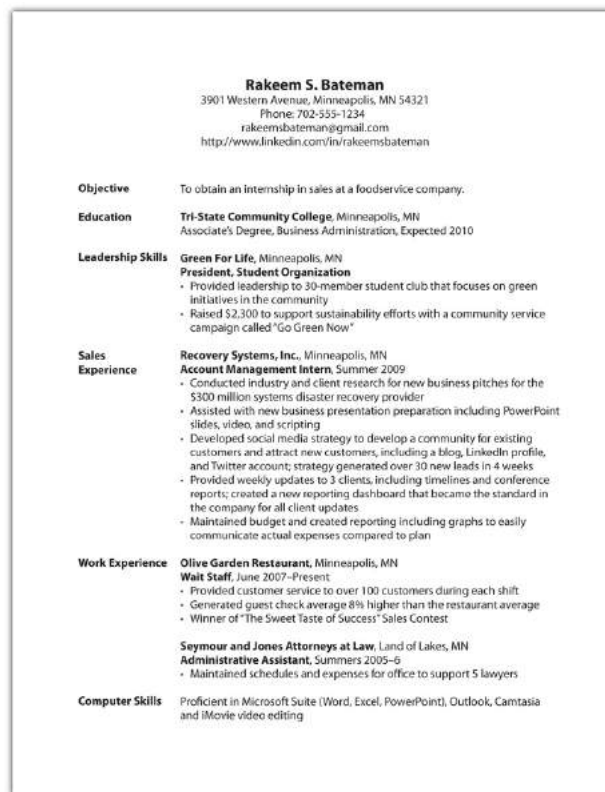 Rakeem S. Bateman
3901 Western Avenue, Minneapolis, MN 54321
Phone: 702-555-1234
rakeemsbateman@gmail.com
http://www.linkedin.com/in/rakeemsbateman
Objective To obtain an internship in sales at a foodservice company.
Education Tri-State Community College, Minneapolis, MN
Associate's Degree, Business Administration, Expected 2010
Leadership Skills Green For Life, Minneapolis, MN
President, Student Organization
• Provided leadership to 30-member student club that focuses on green
initiatives in the community
• Raised $2,300 to support sustainability efforts with a community service
campaign called "Go Green Now"
Sales Recovery Systems, Inc., Minneapolis, MN
Experience Account Management Intern, Summer 2009
• Conducted industry and client research for new business pitches for the
$300 million systems disaster recovery provider
• Assisted with new business presentation preparation including PowerPoint
slides, video, and scripting
• Developed social media strategy to develop a community for existing
customers and attract new customers, including a blog, LinkedIn profile,
and Twitter account; strategy generated over 30 new leads in 4 weeks
• Provided weekly updates to 3 clients, including timelines and conference
reports; created a new reporting dashboard that became the standard in
the company for all client updates
• Maintained budget and created reporting including graphs to easily
communicate actual expenses compared to plan
Work Experience Olive Garden Restaurant, Minneapolis, MN
Wait Staff, June 2007–Present
• Provided customer service to over 100 customers during each shift
• Generated guest check average 8% higher than the restaurant average
• Winner of "The Sweet Taste of Success" Sales Contest
Seymour and Jones Attorneys at Law, Land of Lakes, MN
Administrative Assistant, Summers 2005–6
• Maintained schedules and expenses for office to support 5 lawyers
Computer Skills Proficient in Microsoft Suite (Word, Excel, PowerPoint), Outlook, Camtasia
and iMovie video editing